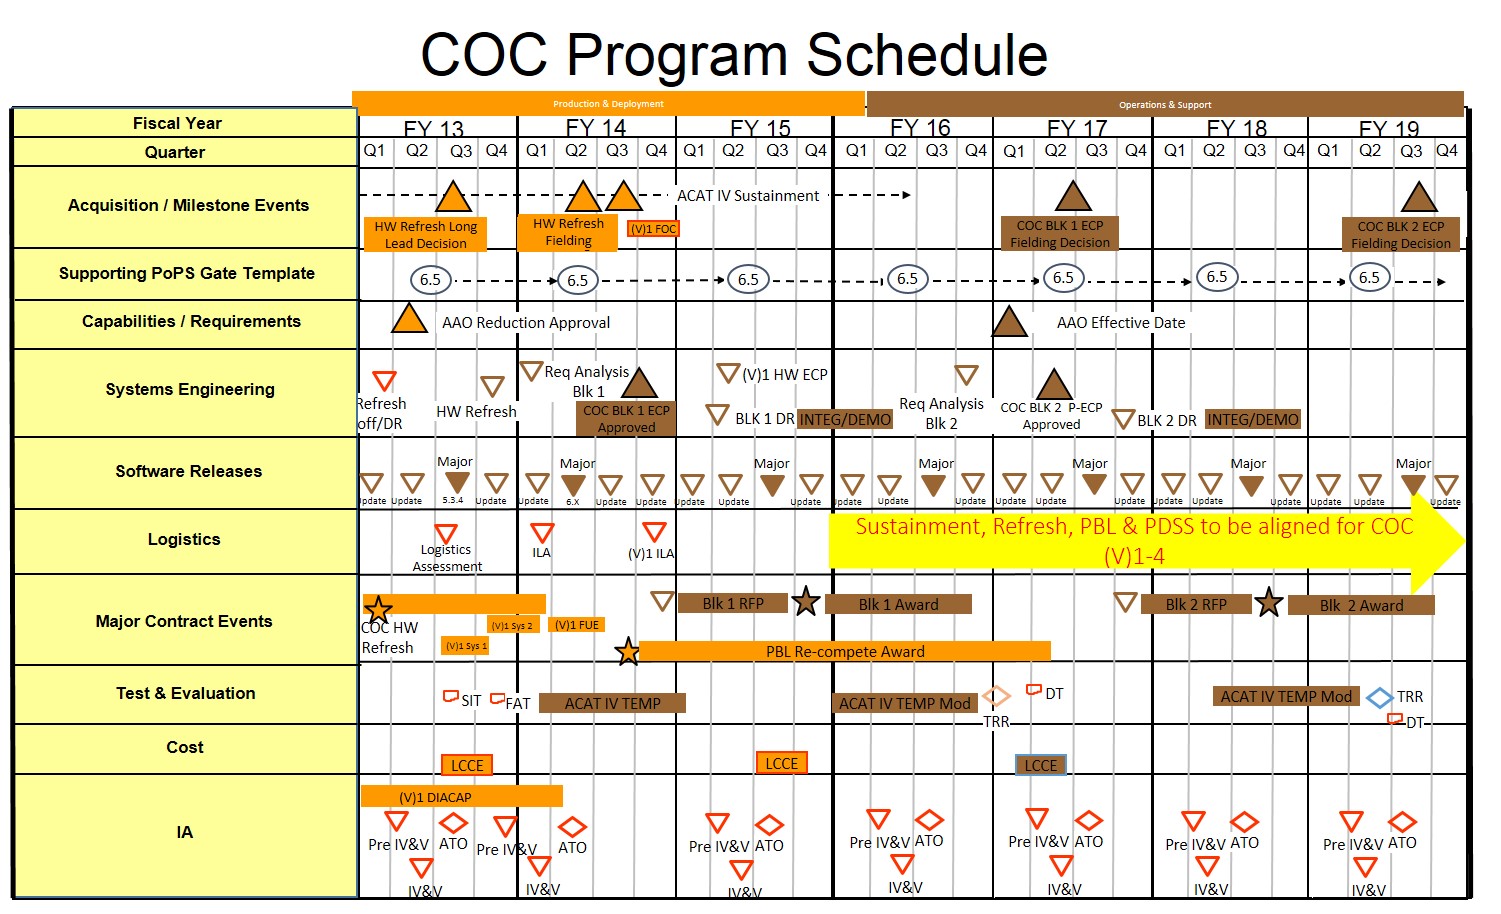 COC Program Schedule
Production & Deployment
Operations & Support
Fiscal Year
FY 13
FY 14
FY 15
FY 16
FY 17
FY 18
FY 19
Quarter
Q1 Q2 Q3 Q4 Q1 Q2 Q3 Q4 Q1 Q2 Q3 Q4 Q1 Q2 Q3 Q4 Q1 Q2 Q3 Q4 Q1 Q2 Q3 Q4 Q1 Q2 Q3 Q4
Acquisition / Milestone Events
ACAT IV Sustainment
HW Refresh Long
Lead Decision
HW Refresh
Fielding
(V)1 FOC
COC BLK 1 ECP
Fielding Decision
COC BLK 2 ECP
Fielding Decision
Supporting PoPS Gate Template
6.5 6.5 6.5 6.5 6.5 6.5 6.5
Capabilities / Requirements
AAO Reduction Approval
AAO Effective Date
Systems Engineering
Refresh
off/DR
HW Refresh
Req Analysis
Blk 1
COC BLK 1 ECP
Approved
(V)1 HW ECP
BLK 1 DR
INTEG/DEMO
Req Analysis
Blk 2
COC BLK 2 P-ECP
Approved
BLK 2 DR
INTEG/DEMO
Software Releases
Major Major Major Major Major Major Major
Update Update 5.3.4 Update Update 6.X Update Update Update Update Update Update Update Update Update Update Update Update Update Update Update Update Update
Logistics
Logistics
Assessment
ILA
(V)1 ILA
Sustainment, Refresh, PBL & PDSS to be aligned for COC
(V)1-4
Major Contract Events
COC HW
Refresh
(V)1 Sys 2
(V)1 Sys 1
(V)1 FUE
Blk 1 RFP
Blk 1 Award
Blk 2 RFP
Blk 2 Award
PBL Re-compete Award
Test & Evaluation
SIT
FAT
ACAT IV TEMP
ACAT IV TEMP Mod
TRR
DT
ACAT IV TEMP Mod
TRR
DT
Cost
LCCE
LCCE
LCCE
IA
(V)1 DIACAP
Pre IV&V ATO Pre IV&V ATO Pre IV&V ATO Pre IV&V ATO Pre IV&V ATO Pre IV&V ATO Pre IV&V ATO
IV&V IV&V IV&V IV&V IV&V IV&V IV&V